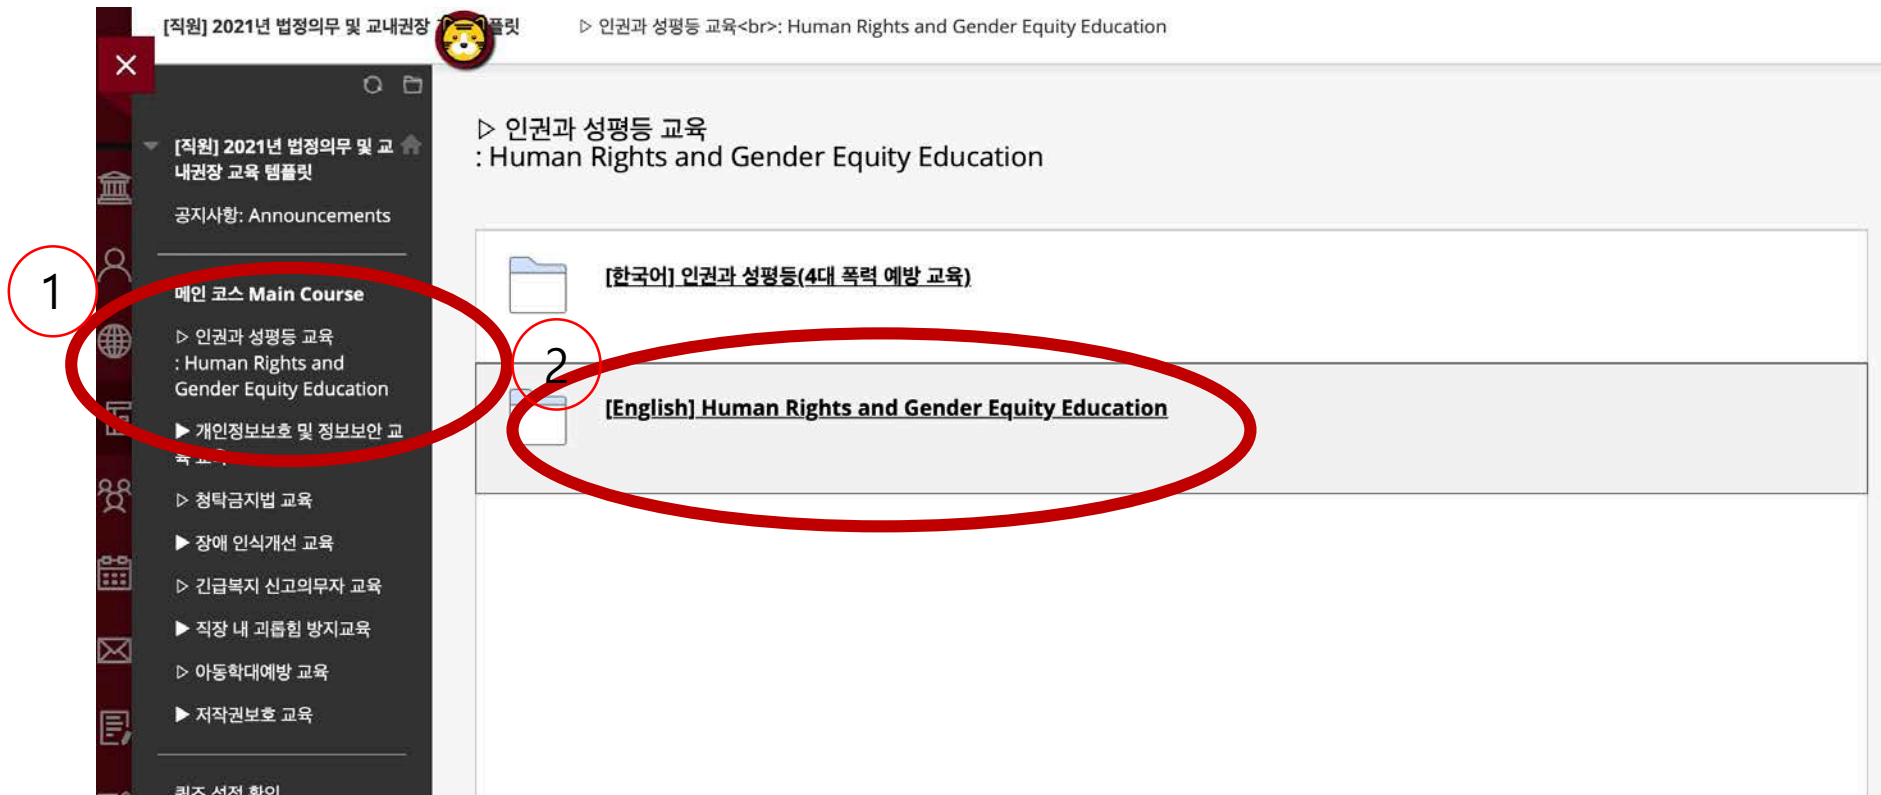 [직원] 2021년 법정의무 및 교내권장
플릿
▷ 인권과 성평등 교육<br>: Human Rights and Gender Equity Education
[직원] 2021년 법정의무 및 교
내권장 교육 템플릿
공지사항: Announcements
1
메인 코스 Main Course
▷ 인권과 성평등 교육
: Human Rights and
Gender Equity Education
▶ 개인정보보호 및 정보보안 교
▷ 청탁금지법 교육
▶ 장애 인식개선 교육
▷ 긴급복지 신고의무자 교육
▶ 직장 내 괴롭힘 방지교육
▷ 아동학대예방 교육
▶ 저작권보호 교육
퀴즈 성적 확인
▷ 인권과 성평등 교육
: Human Rights and Gender Equity Education
[한국어] 인권과 성평등(4대 폭력 예방 교육)
2
[English] Human Rights and Gender Equity Education